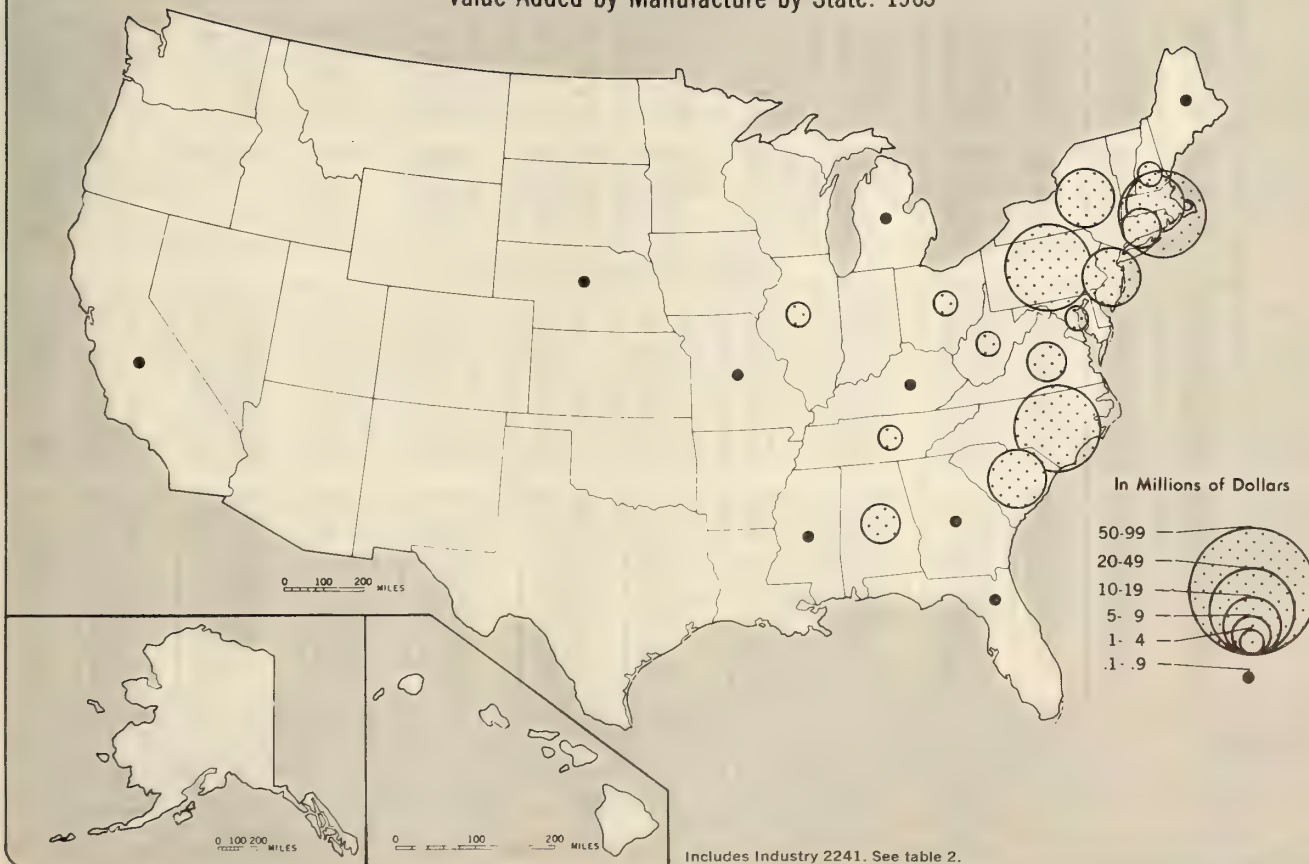 Value Added by Manufacture by State: 1963
In Millions of Dollars
50-99
20-49
10-19
5- 9
1- 4
.1- .9
0 100 200 MILES
0 100 200 MILES
0 100 200 MILES
Includes Industry 2241. See table 2.